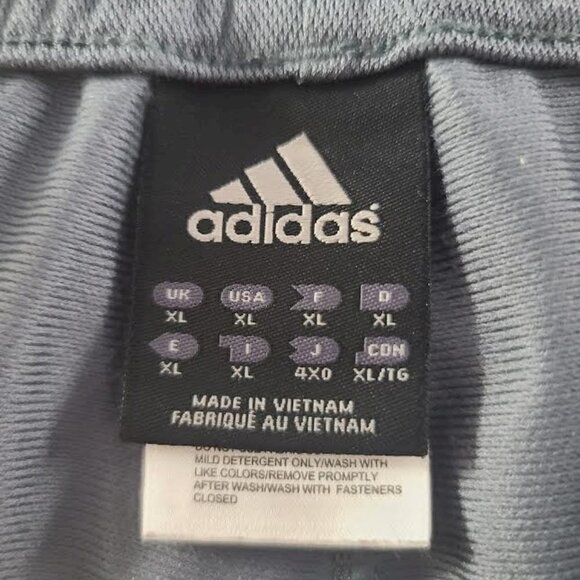 adidas
UK USA F D
XL XL XL XL
E I J CDN
XL XL 4XO XL/TG
MADE IN VIETNAM
FABRIQUÉ AU VIETNAM
MILD DETERGENT ONLY/WASH WITH
LIKE COLORS/REMOVE PROMPTLY
AFTER WASH/WASH WITH FASTENERS
CLOSED